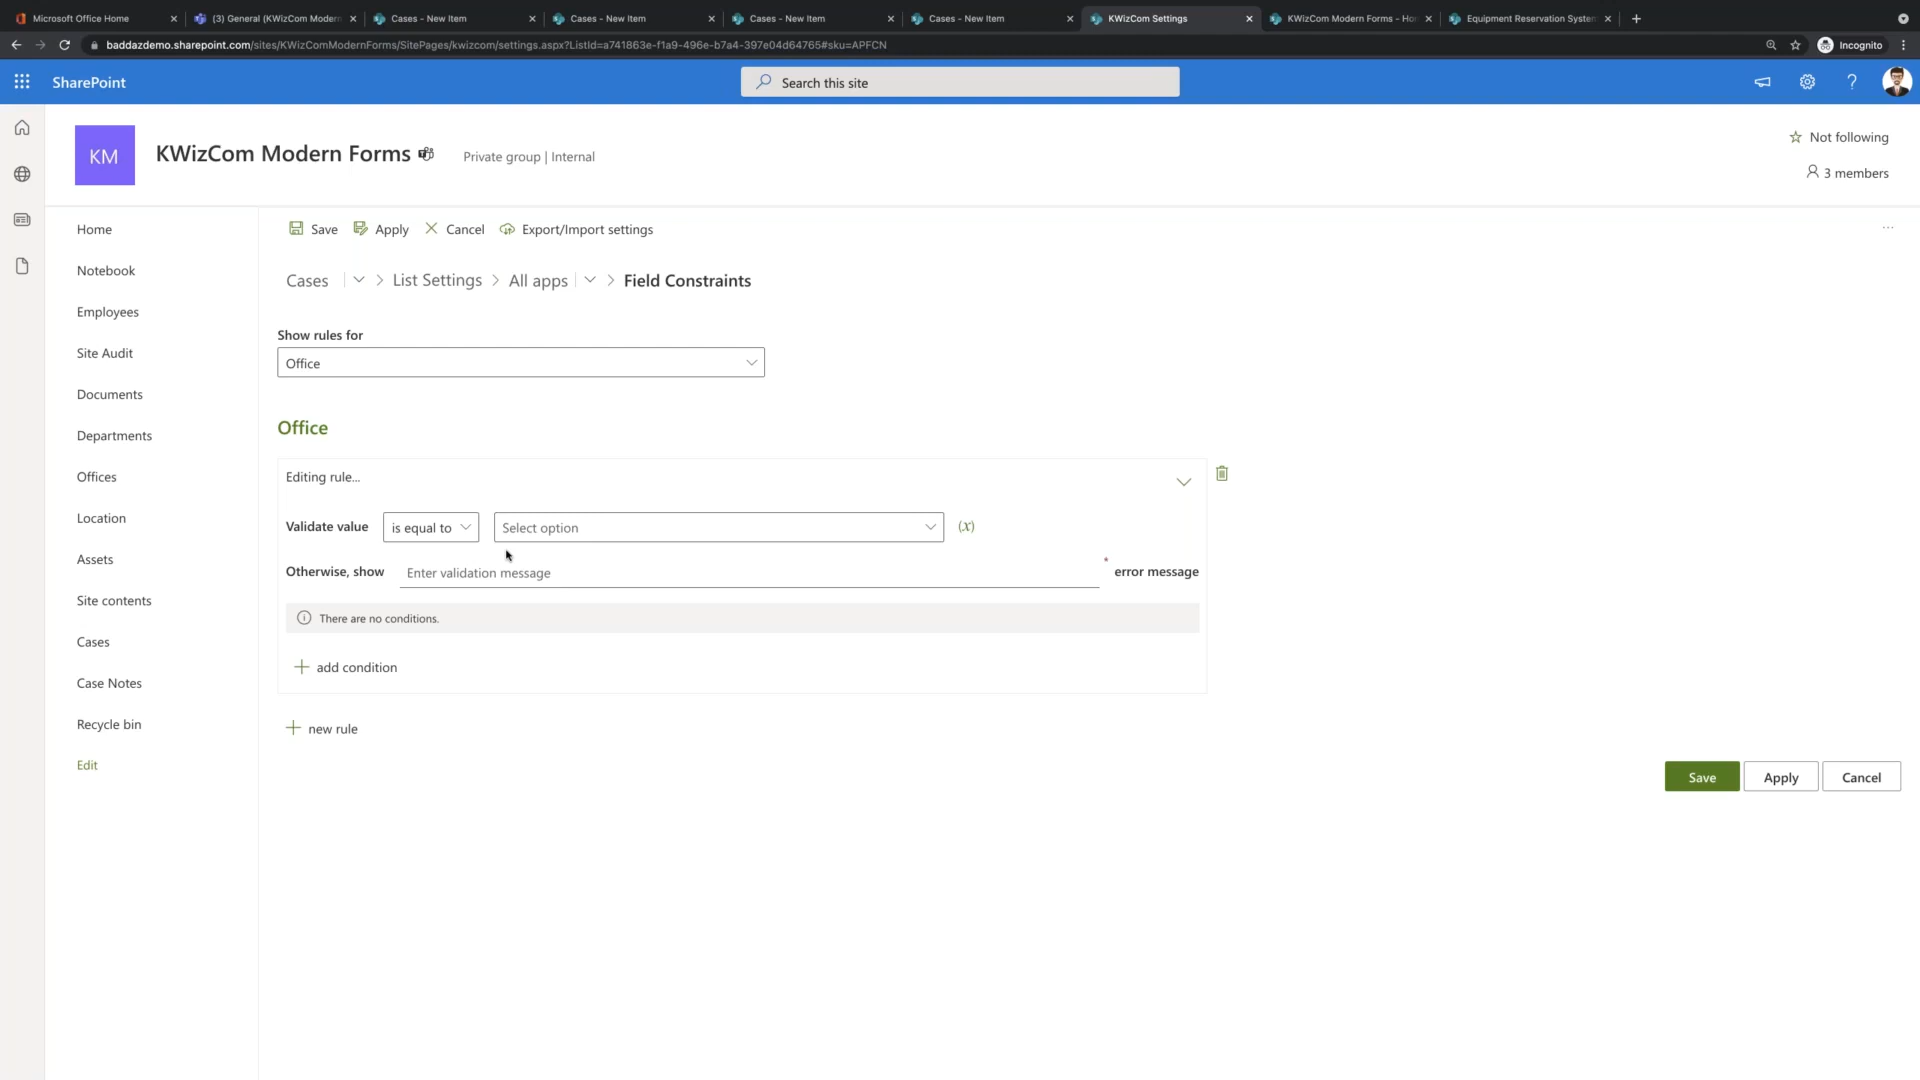 Microsoft Office Home
(3) General (KWizCom Modern
Cases - New Item
Cases - New Item
Cases - New Item
Cases - New Item
KWizCom Settings
KWizCom Modern Forms - Ho
Equipment Reservation System
baddazdemo.sharepoint.com/sites/KWizComModernForms/SitePages/kwizcom/settings.aspx?ListId=a741863e-f1a9-496e-b7a4-397e04d64765#sku=APFCN
Incognito
SharePoint
Search this site
KM
KWizCom Modern Forms
Private group | Internal
Not following
3 members
Home
Notebook
Employees
Site Audit
Documents
Departments
Offices
Location
Assets
Site contents
Cases
Case Notes
Recycle bin
Edit
Save
Apply
Cancel
Export/Import settings
Cases | > List Settings > All apps | > Field Constraints
Show rules for
Office
Office
Editing rule...
Validate value
is equal to
Select option
(x)
Otherwise, show
Enter validation message
* error message
There are no conditions.
add condition
new rule
Save
Apply
Cancel